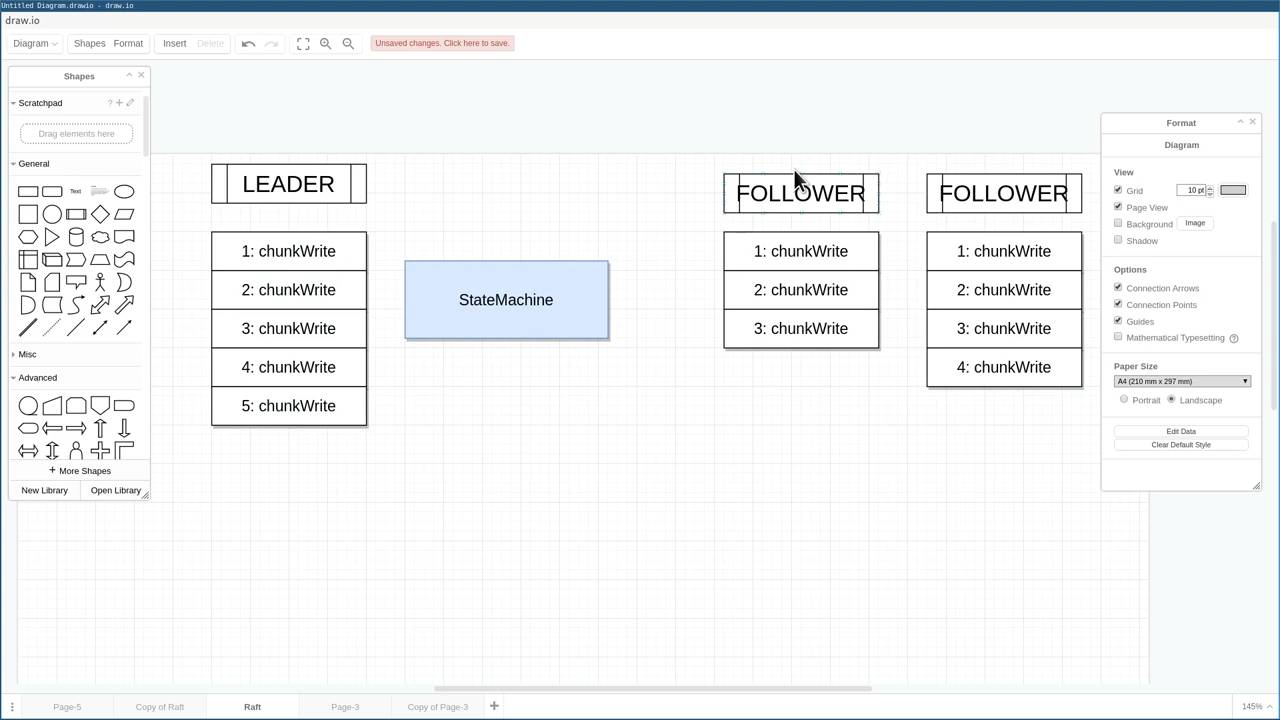 Untitled Diagram.drawio - draw.io
draw.io
Diagram
Shapes
Format
Insert
Delete
Unsaved changes. Click here to save.
Shapes
Scratchpad
?
Drag elements here
General
Text
Misc
Advanced
+ More Shapes
New Library
Open Library
LEADER
1: chunkWrite
2: chunkWrite
3: chunkWrite
4: chunkWrite
5: chunkWrite
StateMachine
FOLLOWER
1: chunkWrite
2: chunkWrite
3: chunkWrite
FOLLOWER
1: chunkWrite
2: chunkWrite
3: chunkWrite
4: chunkWrite
Format
Diagram
View
Grid
10 pt
Page View
Background
Image
Shadow
Options
Connection Arrows
Connection Points
Guides
Mathematical Typesetting
?
Paper Size
A4 (210 mm x 297 mm)
Portrait
Landscape
Edit Data
Clear Default Style
Page-5
Copy of Raft
Raft
Page-3
Copy of Page-3
145%